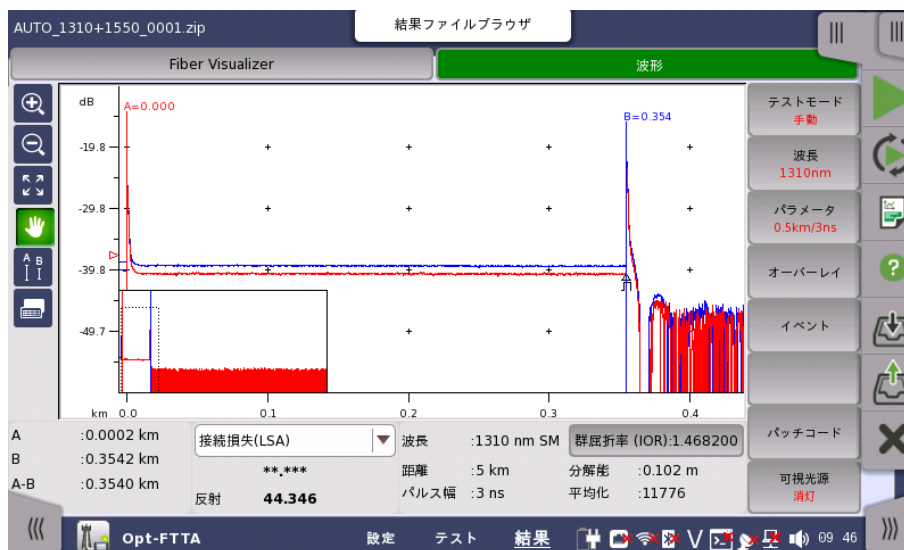 AUTO_1310+1550_0001.zip
結果ファイルブラウザ
Fiber Visualizer
波形
dB
A=0.000
B=0.354
-19.8
-29.8
-39.8
-49.7
km 0.0 0.1 0.2 0.3 0.4
テストモード
手動
波長
1310nm
パラメータ
0.5km/3ns
オーバーレイ
イベント
パッチコード
可視光源
消灯
A B
A :0.0002 km
B :0.3542 km
A-B :0.3540 km
接続損失(LSA)
**.***
反射 44.346
波長 :1310 nm SM
距離 :5 km
パルス幅 :3 ns
群屈折率 (IOR):1.468200
分解能 :0.102 m
平均化 :11776
Opt-FTTA
設定 テスト 結果
09 46